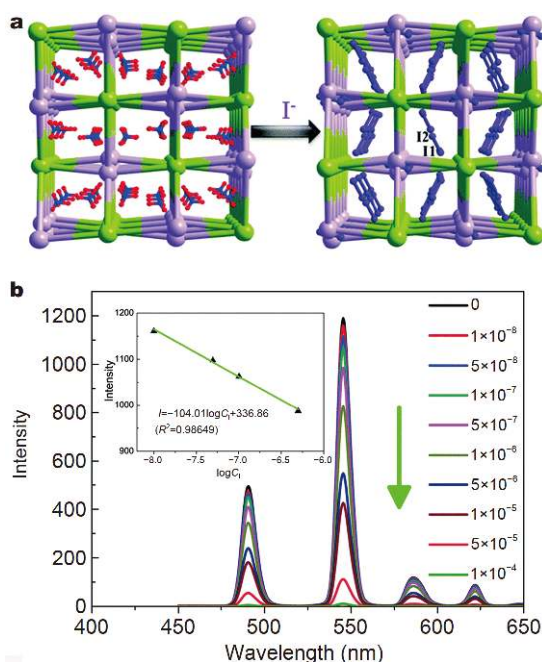 a
I⁻
I2
I1
b
1200
1000
800
600
400
200
0
Intensity
400
450
500
550
600
650
Wavelength (nm)
1200
1100
1000
900
Intensity
-8.0
-7.5
-7.0
-6.5
-6.0
logC_I
I=−104.01logC_I+336.86
(R²=0.98649)
0
1×10⁻⁸
5×10⁻⁸
1×10⁻⁷
5×10⁻⁷
1×10⁻⁶
5×10⁻⁶
1×10⁻⁵
5×10⁻⁵
1×10⁻⁴